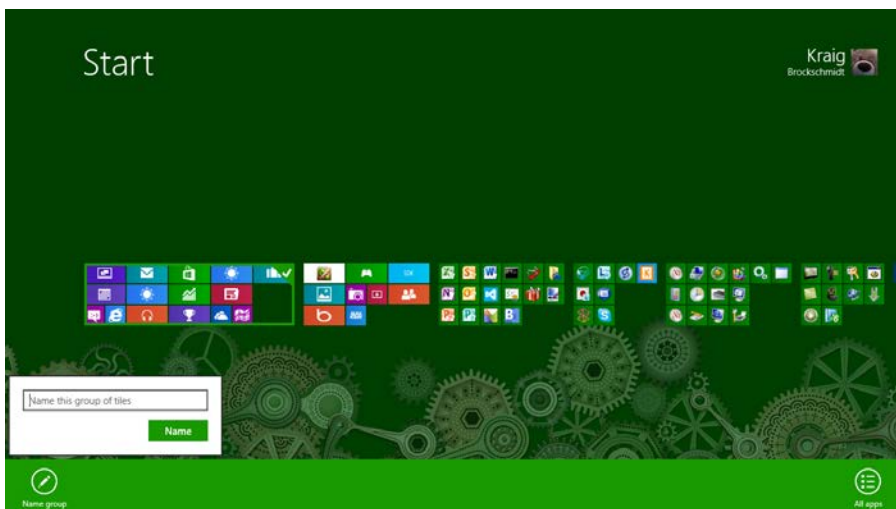 Start
Kraig
Brockschmidt
Name this group of tiles
Name
Name group
All apps